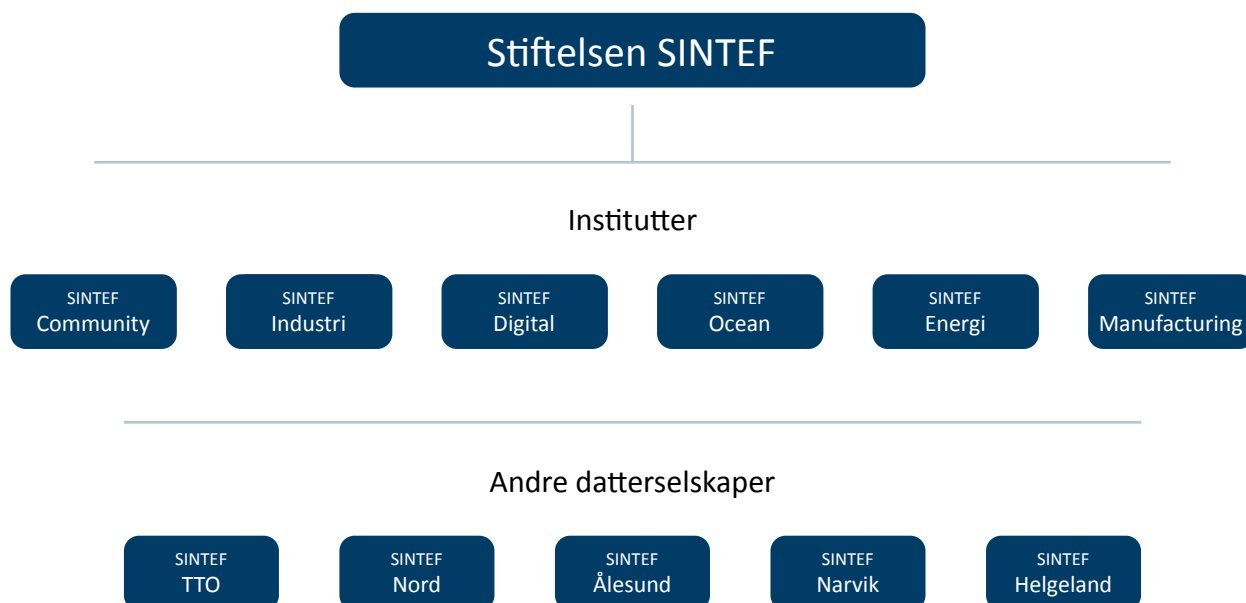 Stiftelsen SINTEF
Institutter
SINTEF
Community
SINTEF
Industri
SINTEF
Digital
SINTEF
Ocean
SINTEF
Energi
SINTEF
Manufacturing
Andre datterselskaper
SINTEF
TTO
SINTEF
Nord
SINTEF
Ålesund
SINTEF
Narvik
SINTEF
Helgeland